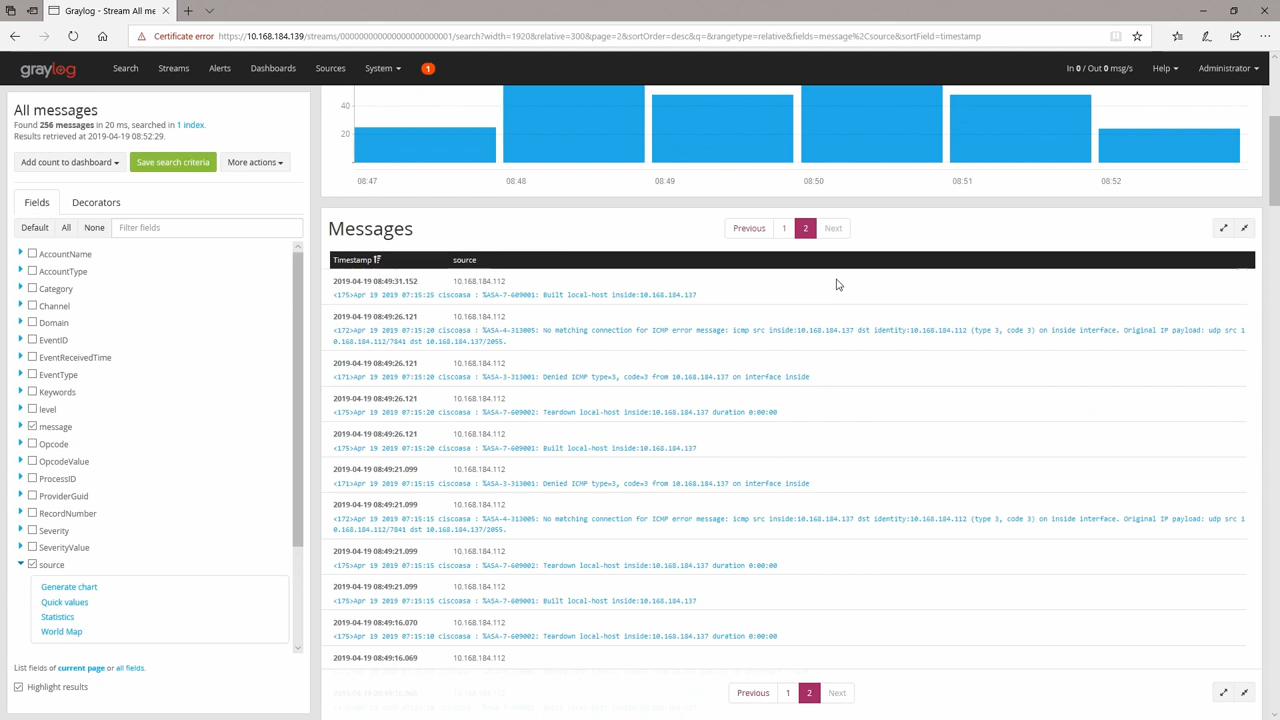 Graylog - Stream All me
Certificate error https://10.168.184.139/streams/000000000000000000000001/search?width=1920&relative=300&page=2&sortOrder=desc&q=&rangetype=relative&fields=message%2Csource&sortField=timestamp
graylog Search Streams Alerts Dashboards Sources System 1 In 0 / Out 0 msg/s Help Administrator
All messages
Found 256 messages in 20 ms, searched in 1 index.
Results retrieved at 2019-04-19 08:52:29.
Add count to dashboard Save search criteria More actions
Fields Decorators
Default All None Filter fields
AccountName
AccountType
Category
Channel
Domain
EventID
EventReceivedTime
EventType
Keywords
level
message
Opcode
OpcodeValue
ProcessID
ProviderGuid
RecordNumber
Severity
SeverityValue
source
Generate chart
Quick values
Statistics
World Map
List fields of current page or all fields.
Highlight results
40
20
08:47 08:48 08:49 08:50 08:51 08:52
Messages
Previous 1 2 Next
Timestamp source
2019-04-19 08:49:31.152 10.168.184.112
<175>Apr 19 2019 07:15:25 ciscoasa : %ASA-7-609001: Built local-host inside:10.168.184.137
2019-04-19 08:49:26.121 10.168.184.112
<172>Apr 19 2019 07:15:20 ciscoasa : %ASA-4-313005: No matching connection for ICMP error message: icmp src inside:10.168.184.137 dst identity:10.168.184.112 (type 3, code 3) on inside interface. Original IP payload: udp src 1
0.168.184.112/7841 dst 10.168.184.137/2055.
2019-04-19 08:49:26.121 10.168.184.112
<171>Apr 19 2019 07:15:20 ciscoasa : %ASA-3-313001: Denied ICMP type=3, code=3 from 10.168.184.137 on interface inside
2019-04-19 08:49:26.121 10.168.184.112
<175>Apr 19 2019 07:15:20 ciscoasa : %ASA-7-609002: Teardown local-host inside:10.168.184.137 duration 0:00:00
2019-04-19 08:49:26.121 10.168.184.112
<175>Apr 19 2019 07:15:20 ciscoasa : %ASA-7-609001: Built local-host inside:10.168.184.137
2019-04-19 08:49:21.099 10.168.184.112
<171>Apr 19 2019 07:15:15 ciscoasa : %ASA-3-313001: Denied ICMP type=3, code=3 from 10.168.184.137 on interface inside
2019-04-19 08:49:21.099 10.168.184.112
<172>Apr 19 2019 07:15:15 ciscoasa : %ASA-4-313005: No matching connection for ICMP error message: icmp src inside:10.168.184.137 dst identity:10.168.184.112 (type 3, code 3) on inside interface. Original IP payload: udp src 1
0.168.184.112/7841 dst 10.168.184.137/2055.
2019-04-19 08:49:21.099 10.168.184.112
<175>Apr 19 2019 07:15:15 ciscoasa : %ASA-7-609002: Teardown local-host inside:10.168.184.137 duration 0:00:00
2019-04-19 08:49:21.099 10.168.184.112
<175>Apr 19 2019 07:15:15 ciscoasa : %ASA-7-609001: Built local-host inside:10.168.184.137
2019-04-19 08:49:16.070 10.168.184.112
<175>Apr 19 2019 07:15:10 ciscoasa : %ASA-7-609002: Teardown local-host inside:10.168.184.137 duration 0:00:00
2019-04-19 08:49:16.069 10.168.184.112
Previous 1 2 Next